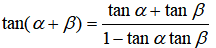 tan(α + β) = (tan α + tan β) / (1 − tan α tan β)